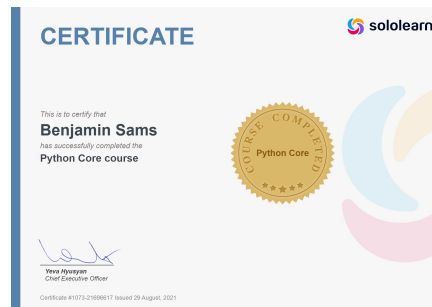 CERTIFICATE
sololearn
This is to certify that
Benjamin Sams
has successfully completed the
Python Core course
COURSE COMPLETED
Python Core
Yeva Hyusyan
Chief Executive Officer
Certificate #1073-21696617 Issued 29 August, 2021